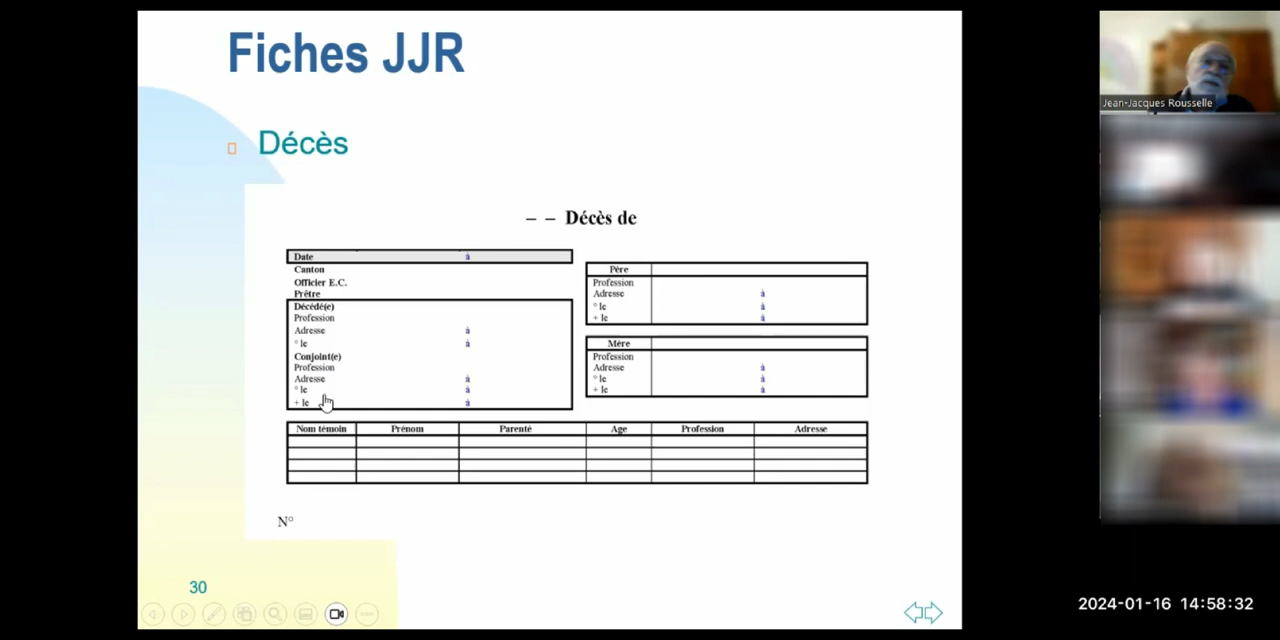 Fiches JJR
Décès
– – Décès de
Date à
Canton
Officier E.C.
Prêtre
Décédé(e)
Profession
Adresse à
° le à
Conjoint(e)
Profession
Adresse à
° le à
+ le à
Père
Profession
Adresse à
° le à
+ le à
Mère
Profession
Adresse à
° le à
+ le à
Nom témoin Prénom Parenté Age Profession Adresse
N°
30
Jean-Jacques Rousselle
2024-01-16 14:58:32